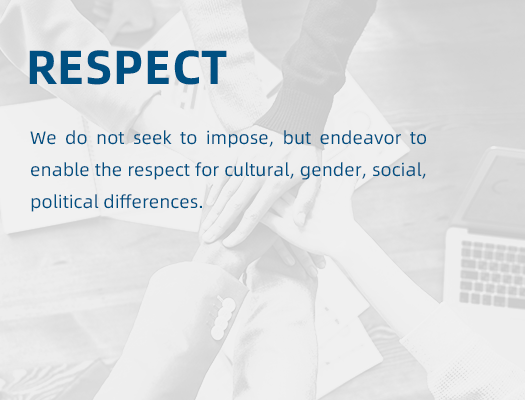 RESPECT
We do not seek to impose, but endeavor to
enable the respect for cultural, gender, social,
political differences.